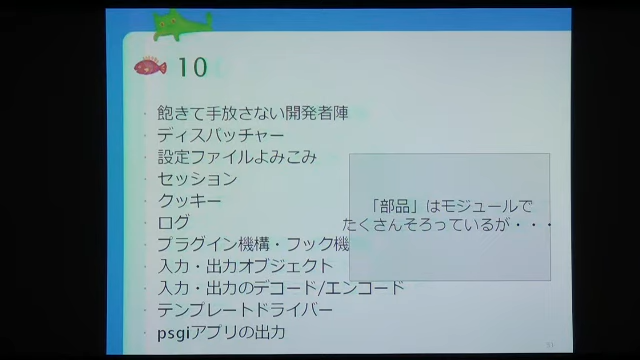 10
飽きて手放さない開発者陣
ディスパッチャー
設定ファイルよみこみ
セッション
クッキー
ログ
プラグイン機構・フック機
入力・出力オブジェクト
入力・出力のデコード/エンコード
テンプレートドライバー
psgiアプリの出力
「部品」はモジュールで
たくさんそろっているが・・・